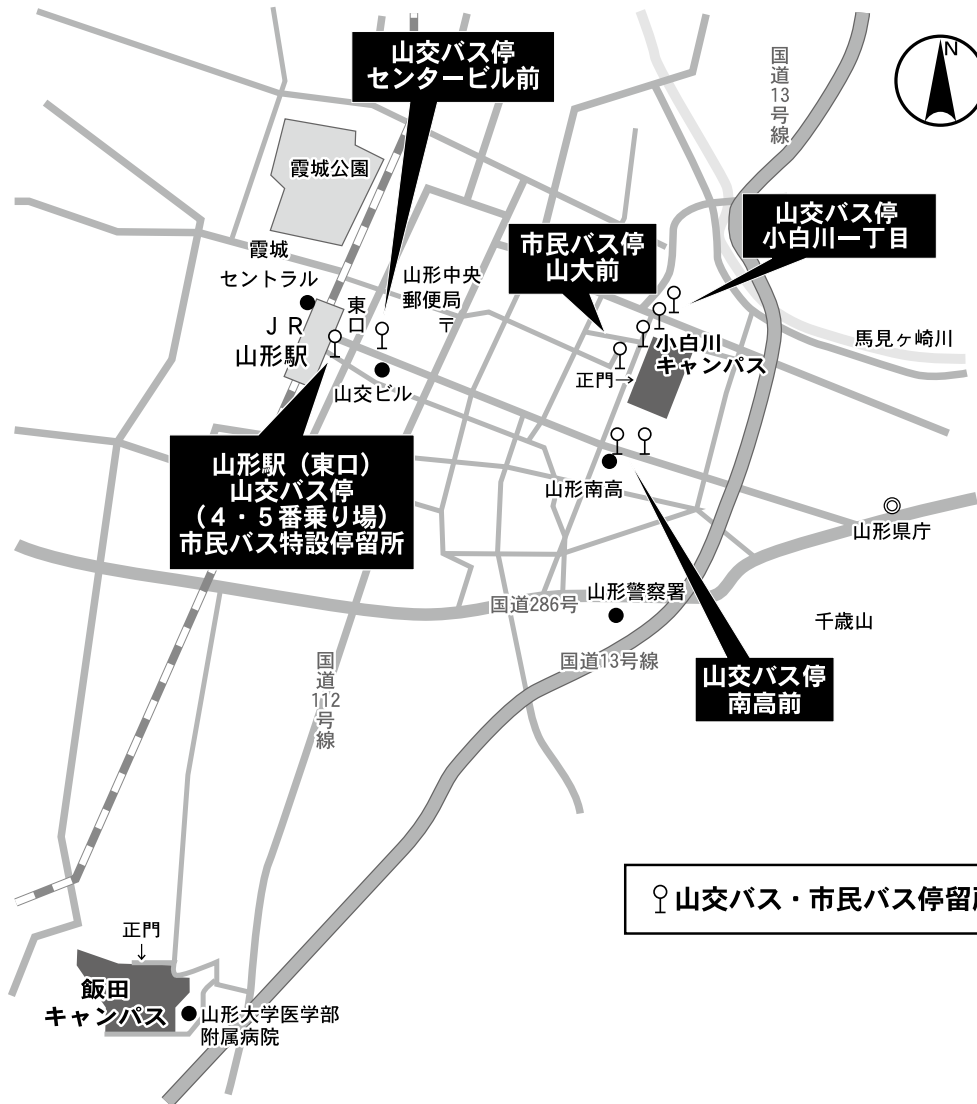 山交バス停
センタービル前
国道13号線
N
霞城公園
山交バス停
小白川一丁目
市民バス停
山大前
霞城
セントラル
山形中央
郵便局
〒
東口
JR
山形駅
馬見ヶ崎川
小白川
キャンパス
正門→
山交ビル
山形駅（東口）
山交バス停
（4・5番乗り場）
市民バス特設停留所
山形南高
山形県庁
国道286号
山形警察署
千歳山
国道13号線
国道112号線
山交バス停
南高前
山交バス・市民バス停留
正門
↓
飯田
キャンパス
山形大学医学部
附属病院